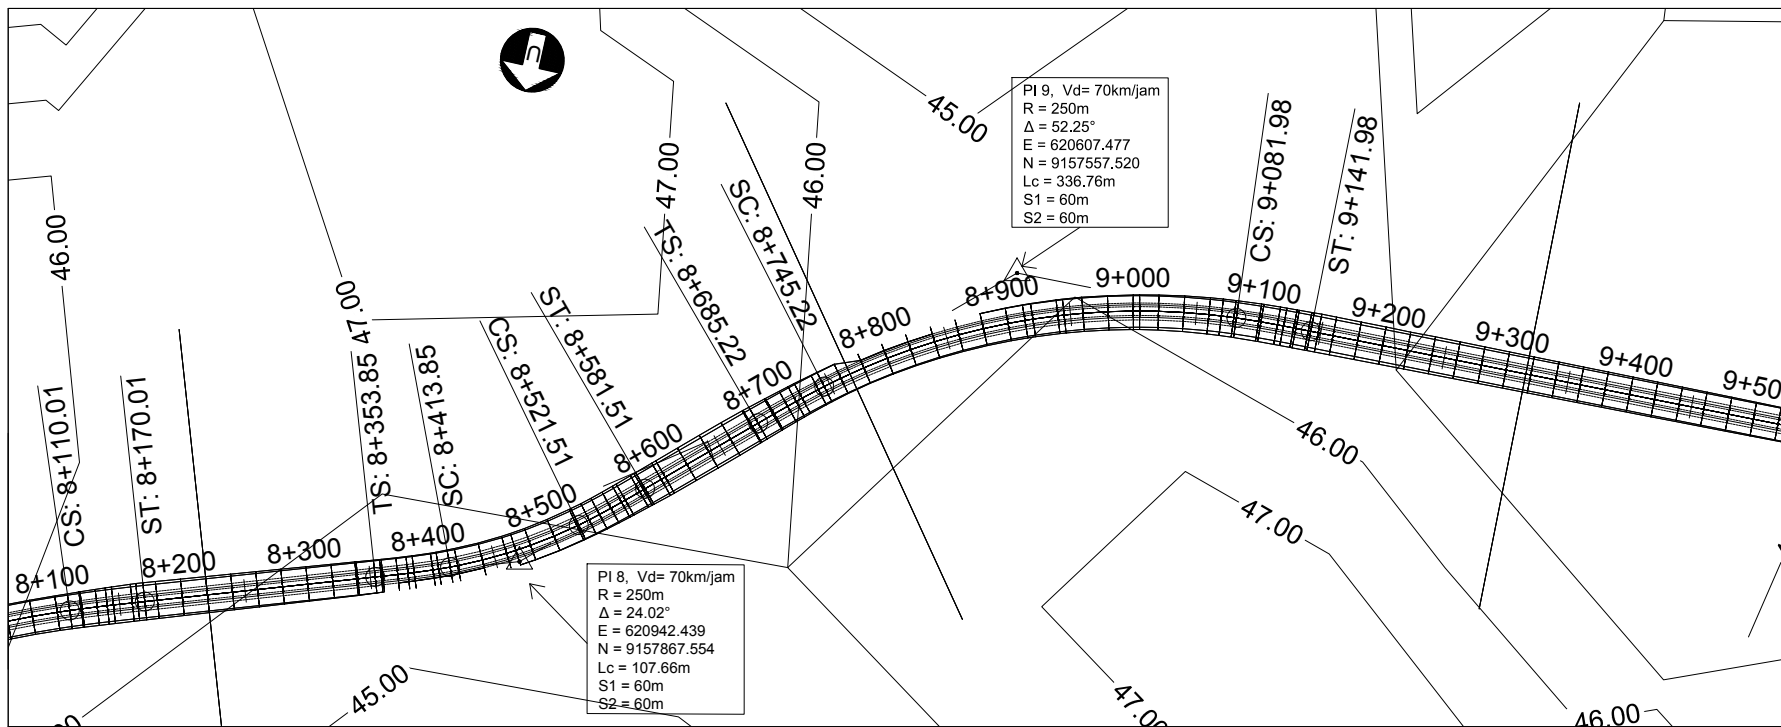 45.00
46.00
47.00
PI 9, Vd= 70km/jam
R = 250m
Δ = 52.25°
E = 620607.477
N = 9157557.520
Lc = 336.76m
S1 = 60m
S2 = 60m
CS: 9+081.98
ST: 9+141.98
46.00
47.00
TS: 8+685.22
SC: 8+745.22
CS: 8+110.01
ST: 8+170.01
TS: 8+353.85
SC: 8+413.85
CS: 8+521.51
ST: 8+581.51
8+100
8+200
8+300
8+400
8+500
8+600
8+700
8+800
8+900
9+000
9+100
9+200
9+300
9+400
9+50
46.00
47.00
PI 8, Vd= 70km/jam
R = 250m
Δ = 24.02°
E = 620942.439
N = 9157867.554
Lc = 107.66m
S1 = 60m
S2 = 60m
45.00
47.00
46.00